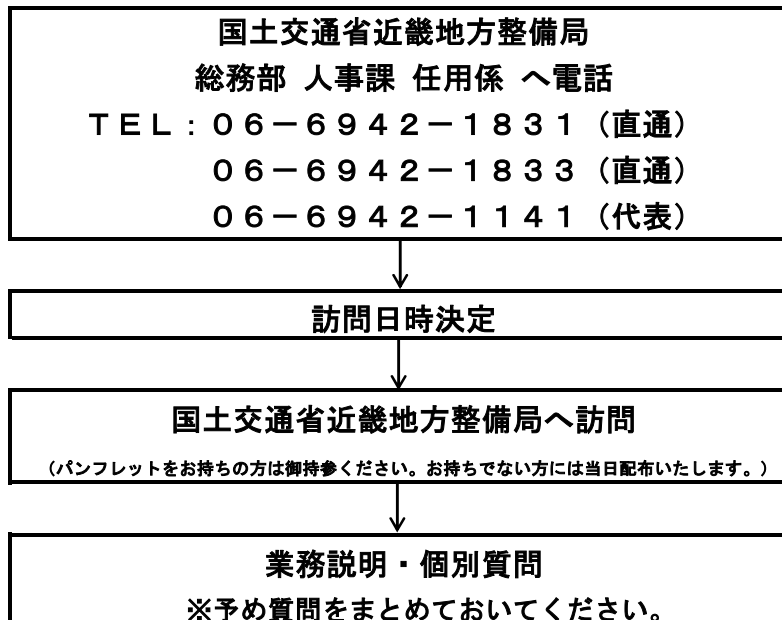 国土交通省近畿地方整備局
総務部 人事課 任用係 へ電話
ＴＥＬ：０６－６９４２－１８３１（直通）
０６－６９４２－１８３３（直通）
０６－６９４２－１１４１（代表）
訪問日時決定
国土交通省近畿地方整備局へ訪問
（パンフレットをお持ちの方は御持参ください。お持ちでない方には当日配布いたします。）
業務説明・個別質問
※予め質問をまとめておいてください。